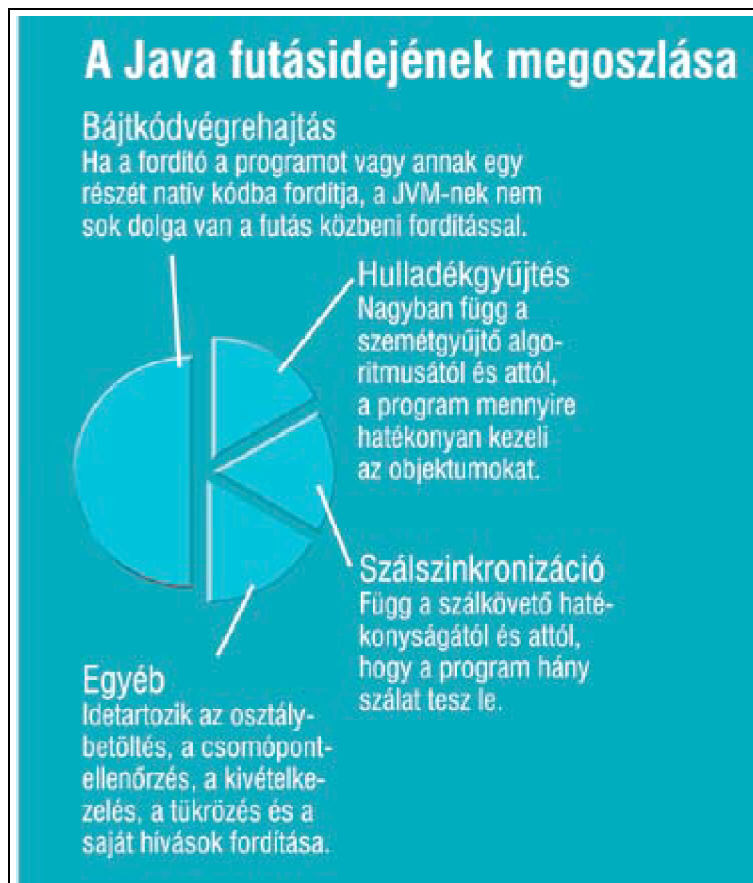 A Java futásidejének megoszlása
Bájtkódvégrehajtás
Ha a fordító a programot vagy annak egy
részét natív kódba fordítja, a JVM-nek nem
sok dolga van a futás közbeni fordítással.
Hulladékgyűjtés
Nagyban függ a
szemétgyűjtő algo-
ritmusától és attól,
a program mennyire
hatékonyan kezeli
az objektumokat.
Szálszinkronizáció
Függ a szálkövető haté-
konyságától és attól,
hogy a program hány
szálat tesz le.
Egyéb
Idetartozik az osztály-
betöltés, a csomópont-
ellenőrzés, a kivételke-
zelés, a tükrözés és a
saját hívások fordítása.